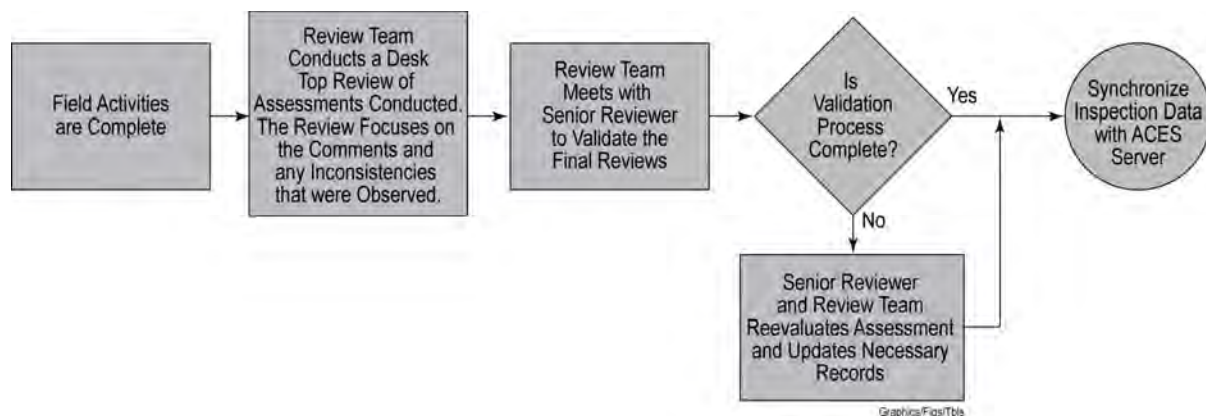 Field Activities
are Complete
Review Team
Conducts a Desk
Top Review of
Assessments Conducted.
The Review Focuses on
the Comments and
any Inconsistencies
that were Observed.
Review Team
Meets with
Senior Reviewer
to Validate the
Final Reviews
Is
Validation
Process
Complete?
Yes
No
Synchronize
Inspection Data
with ACES
Server
Senior Reviewer
and Review Team
Reevaluates Assessment
and Updates Necessary
Records
Graphics/Figs/Tbls